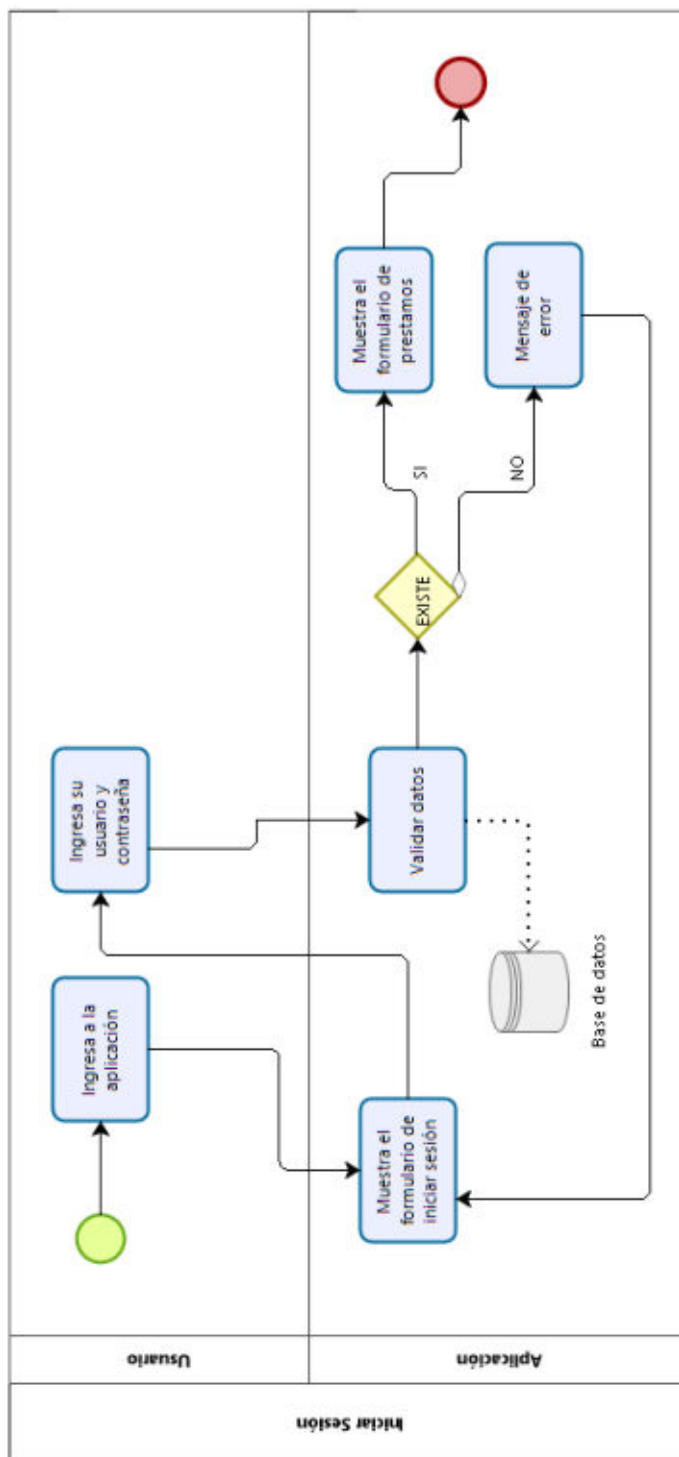 Iniciar Sesión
Usuario
Aplicación
Ingresa a la
aplicación
Muestra el
formulario de
iniciar sesión
Ingresa su
usuario y
contraseña
Validar datos
Base de datos
EXISTE
SI
NO
Muestra el
formulario de
prestamos
Mensaje de
error